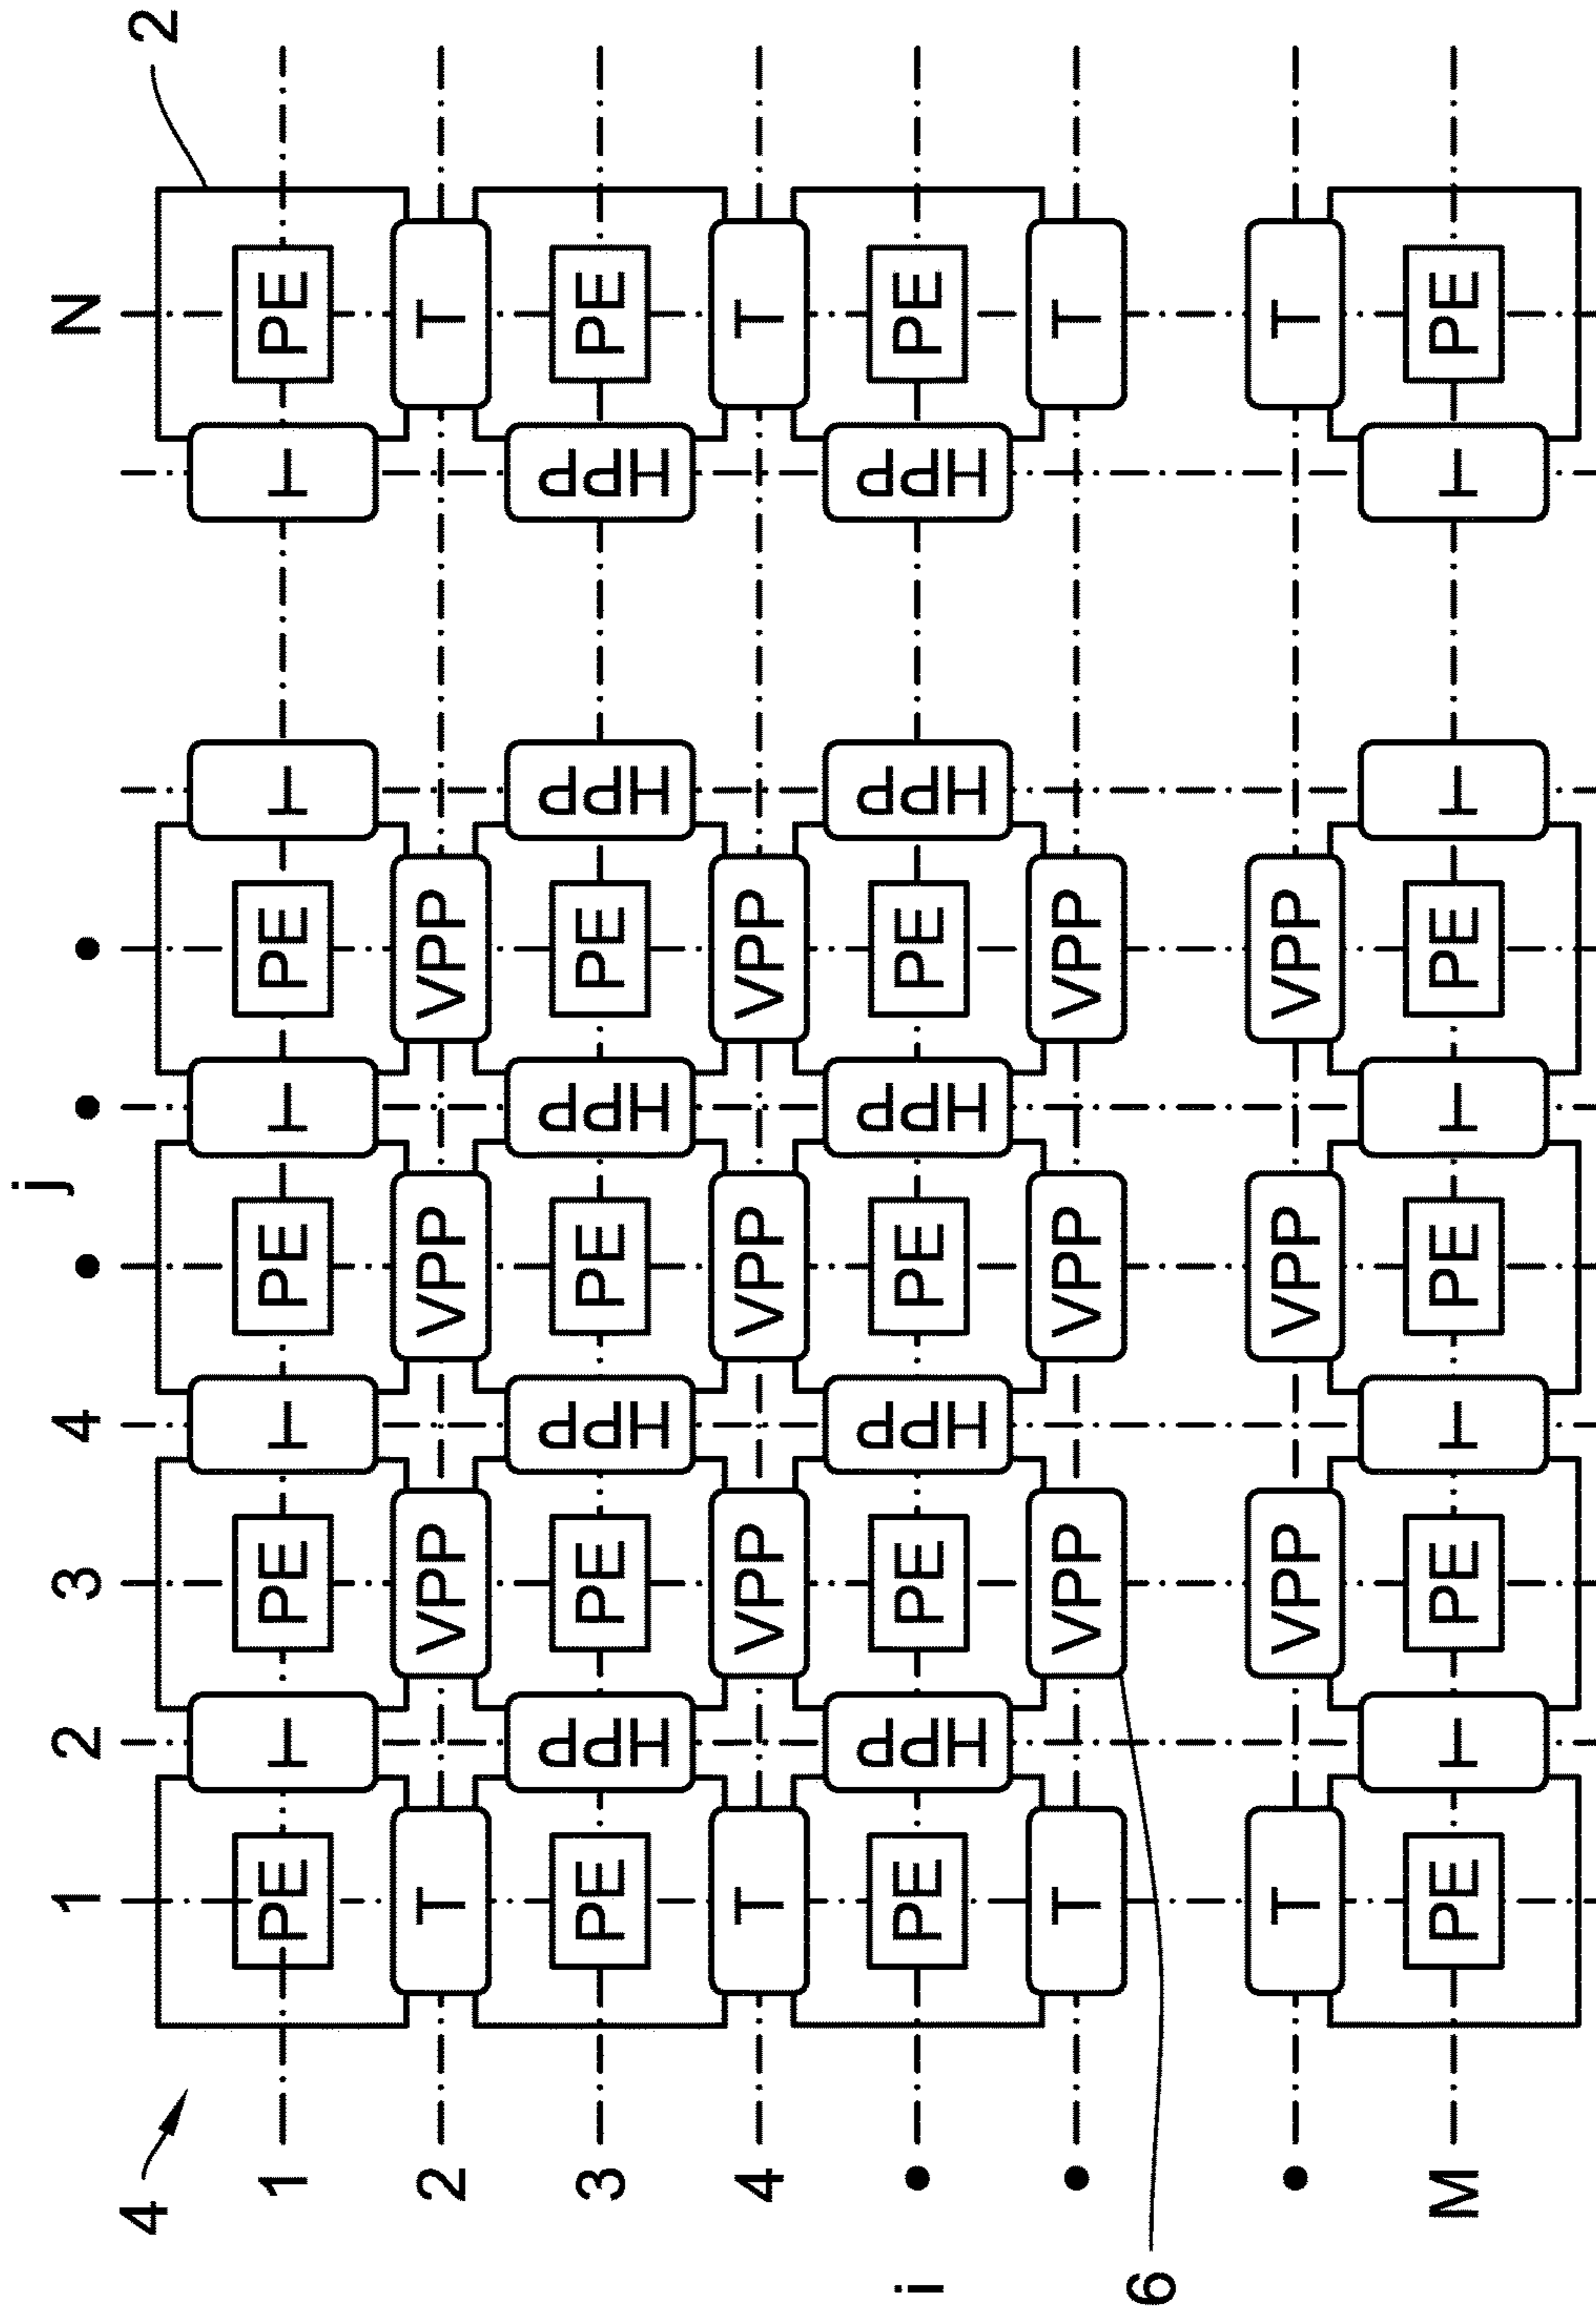 j
1 2 3 4 • • • N
4 2
1 PE T PE T PE T PE T T PE
2 T VPP VPP VPP T
3 PE HPP PE HPP PE HPP PE HPP HPP PE
4 T VPP VPP VPP T
i • PE HPP PE HPP PE HPP PE HPP HPP PE
• T VPP VPP VPP T
6
• T VPP VPP VPP T
M PE T PE T PE T PE T T PE